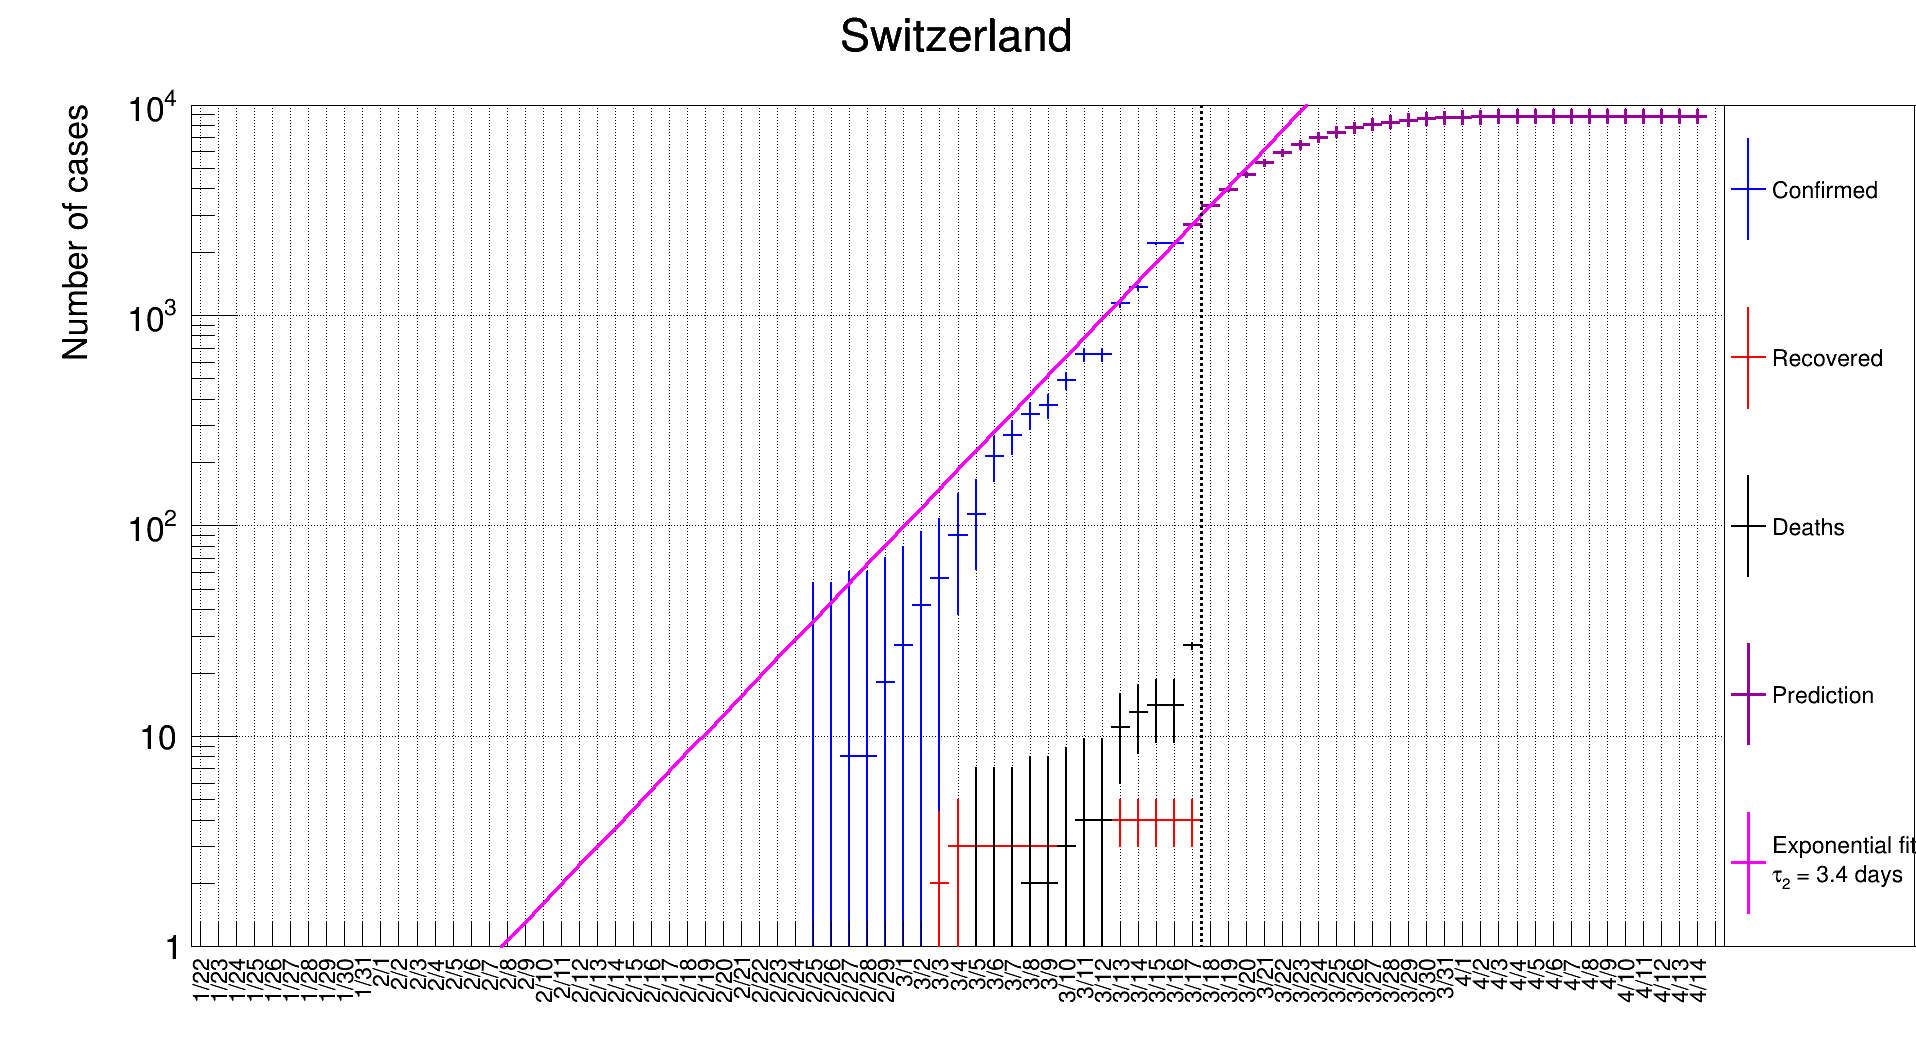 Switzerland
Number of cases
10⁴
10³
10²
10
1
1/22 1/23 1/24 1/25 1/26 1/27 1/28 1/29 1/30 1/31 2/1 2/2 2/3 2/4 2/5 2/6 2/7 2/8 2/9 2/10 2/11 2/12 2/13 2/14 2/15 2/16 2/17 2/18 2/19 2/20 2/21 2/22 2/23 2/24 2/25 2/26 2/27 2/28 2/29 3/1 3/2 3/3 3/4 3/5 3/6 3/7 3/8 3/9 3/10 3/11 3/12 3/13 3/14 3/15 3/16 3/17 3/18 3/19 3/20 3/21 3/22 3/23 3/24 3/25 3/26 3/27 3/28 3/29 3/30 3/31 4/1 4/2 4/3 4/4 4/5 4/6 4/7 4/8 4/9 4/10 4/11 4/12 4/13 4/14
Confirmed
Recovered
Deaths
Prediction
Exponential fit
τ₂ = 3.4 days